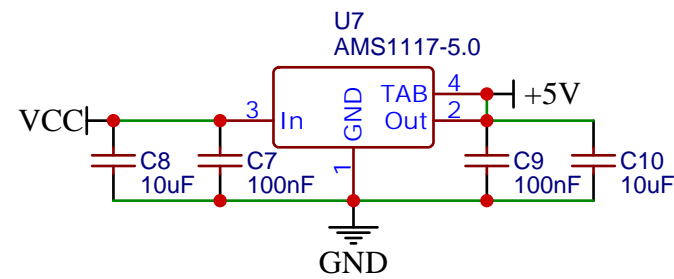 U7
AMS1117-5.0
VCC
3
In
GND
1
TAB
4
Out
2
+5V
C8
10uF
C7
100nF
C9
100nF
C10
10uF
GND